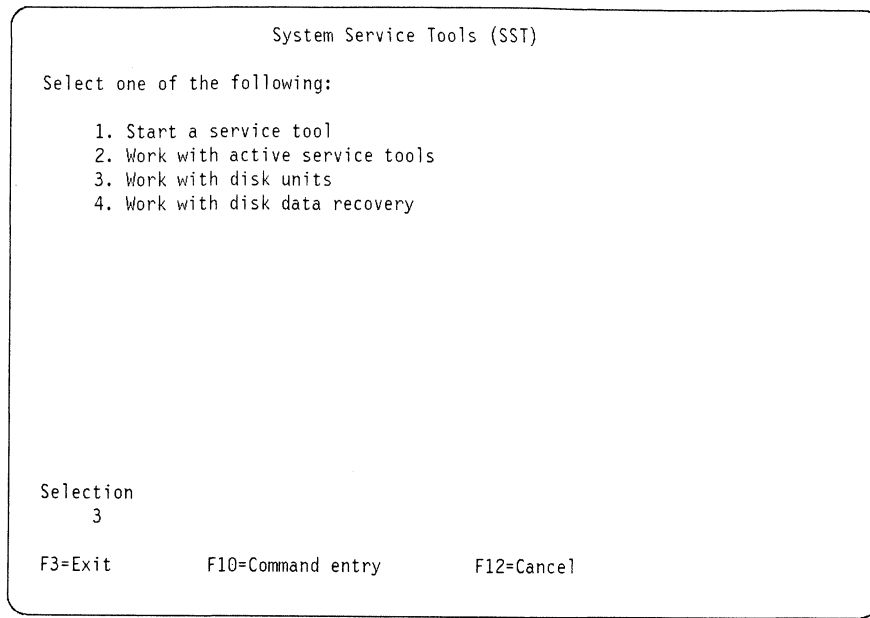 System Service Tools (SST)
Select one of the following:
1. Start a service tool
2. Work with active service tools
3. Work with disk units
4. Work with disk data recovery
Selection
3
F3=Exit F10=Command entry F12=Cancel